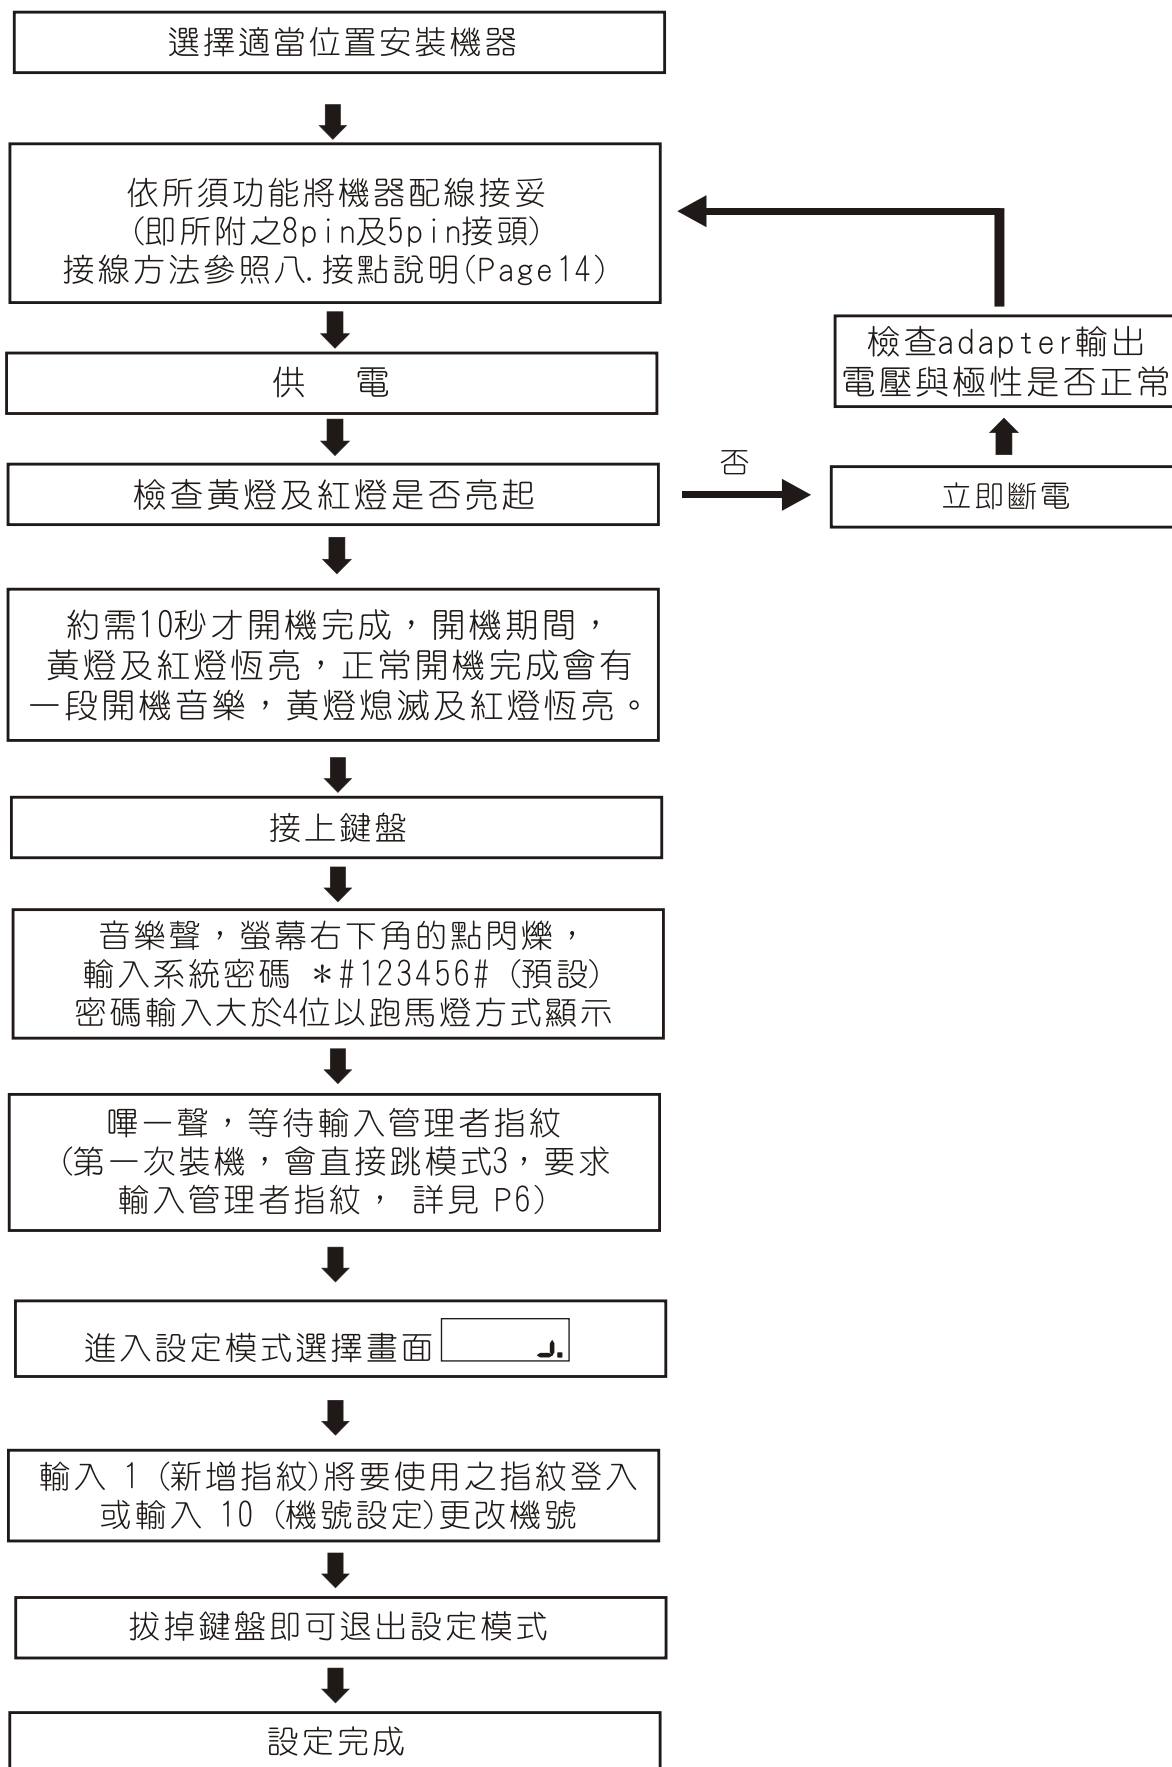 選擇適當位置安裝機器
依所須功能將機器配線接妥
(即所附之8pin及5pin接頭)
接線方法參照八.接點說明(Page14)
供 電
檢查黃燈及紅燈是否亮起
否
立即斷電
檢查adapter輸出
電壓與極性是否正常
約需10秒才開機完成，開機期間，
黃燈及紅燈恆亮，正常開機完成會有
一段開機音樂，黃燈熄滅及紅燈恆亮。
接上鍵盤
音樂聲，螢幕右下角的點閃爍，
輸入系統密碼 *#123456# (預設)
密碼輸入大於4位以跑馬燈方式顯示
嗶一聲，等待輸入管理者指紋
(第一次裝機，會直接跳模式3，要求
輸入管理者指紋， 詳見 P6)
進入設定模式選擇畫面
輸入 1 (新增指紋)將要使用之指紋登入
或輸入 10 (機號設定)更改機號
拔掉鍵盤即可退出設定模式
設定完成